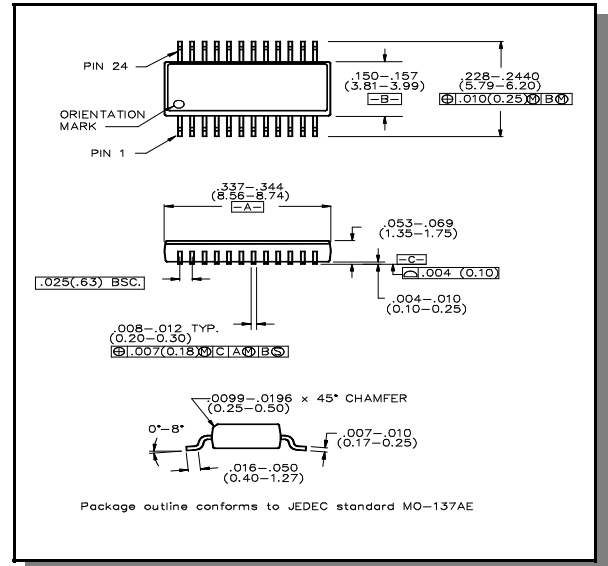 PIN 24
.150–.157
(3.81–3.99)
–B–
.228–.2440
(5.79–6.20)
⌖ .010(0.25)Ⓜ B Ⓜ
ORIENTATION
MARK
PIN 1
.337–.344
(8.56–8.74)
–A–
.053–.069
(1.35–1.75)
–C–
⌓ .004 (0.10)
.025(.63) BSC.
.004–.010
(0.10–0.25)
.008–.012 TYP.
(0.20–0.30)
⌖ .007(0.18)Ⓜ C A Ⓜ B Ⓢ
.0099–.0196 × 45° CHAMFER
(0.25–0.50)
0°–8°
.007–.010
(0.17–0.25)
.016–.050
(0.40–1.27)
Package outline conforms to JEDEC standard MO–137AE